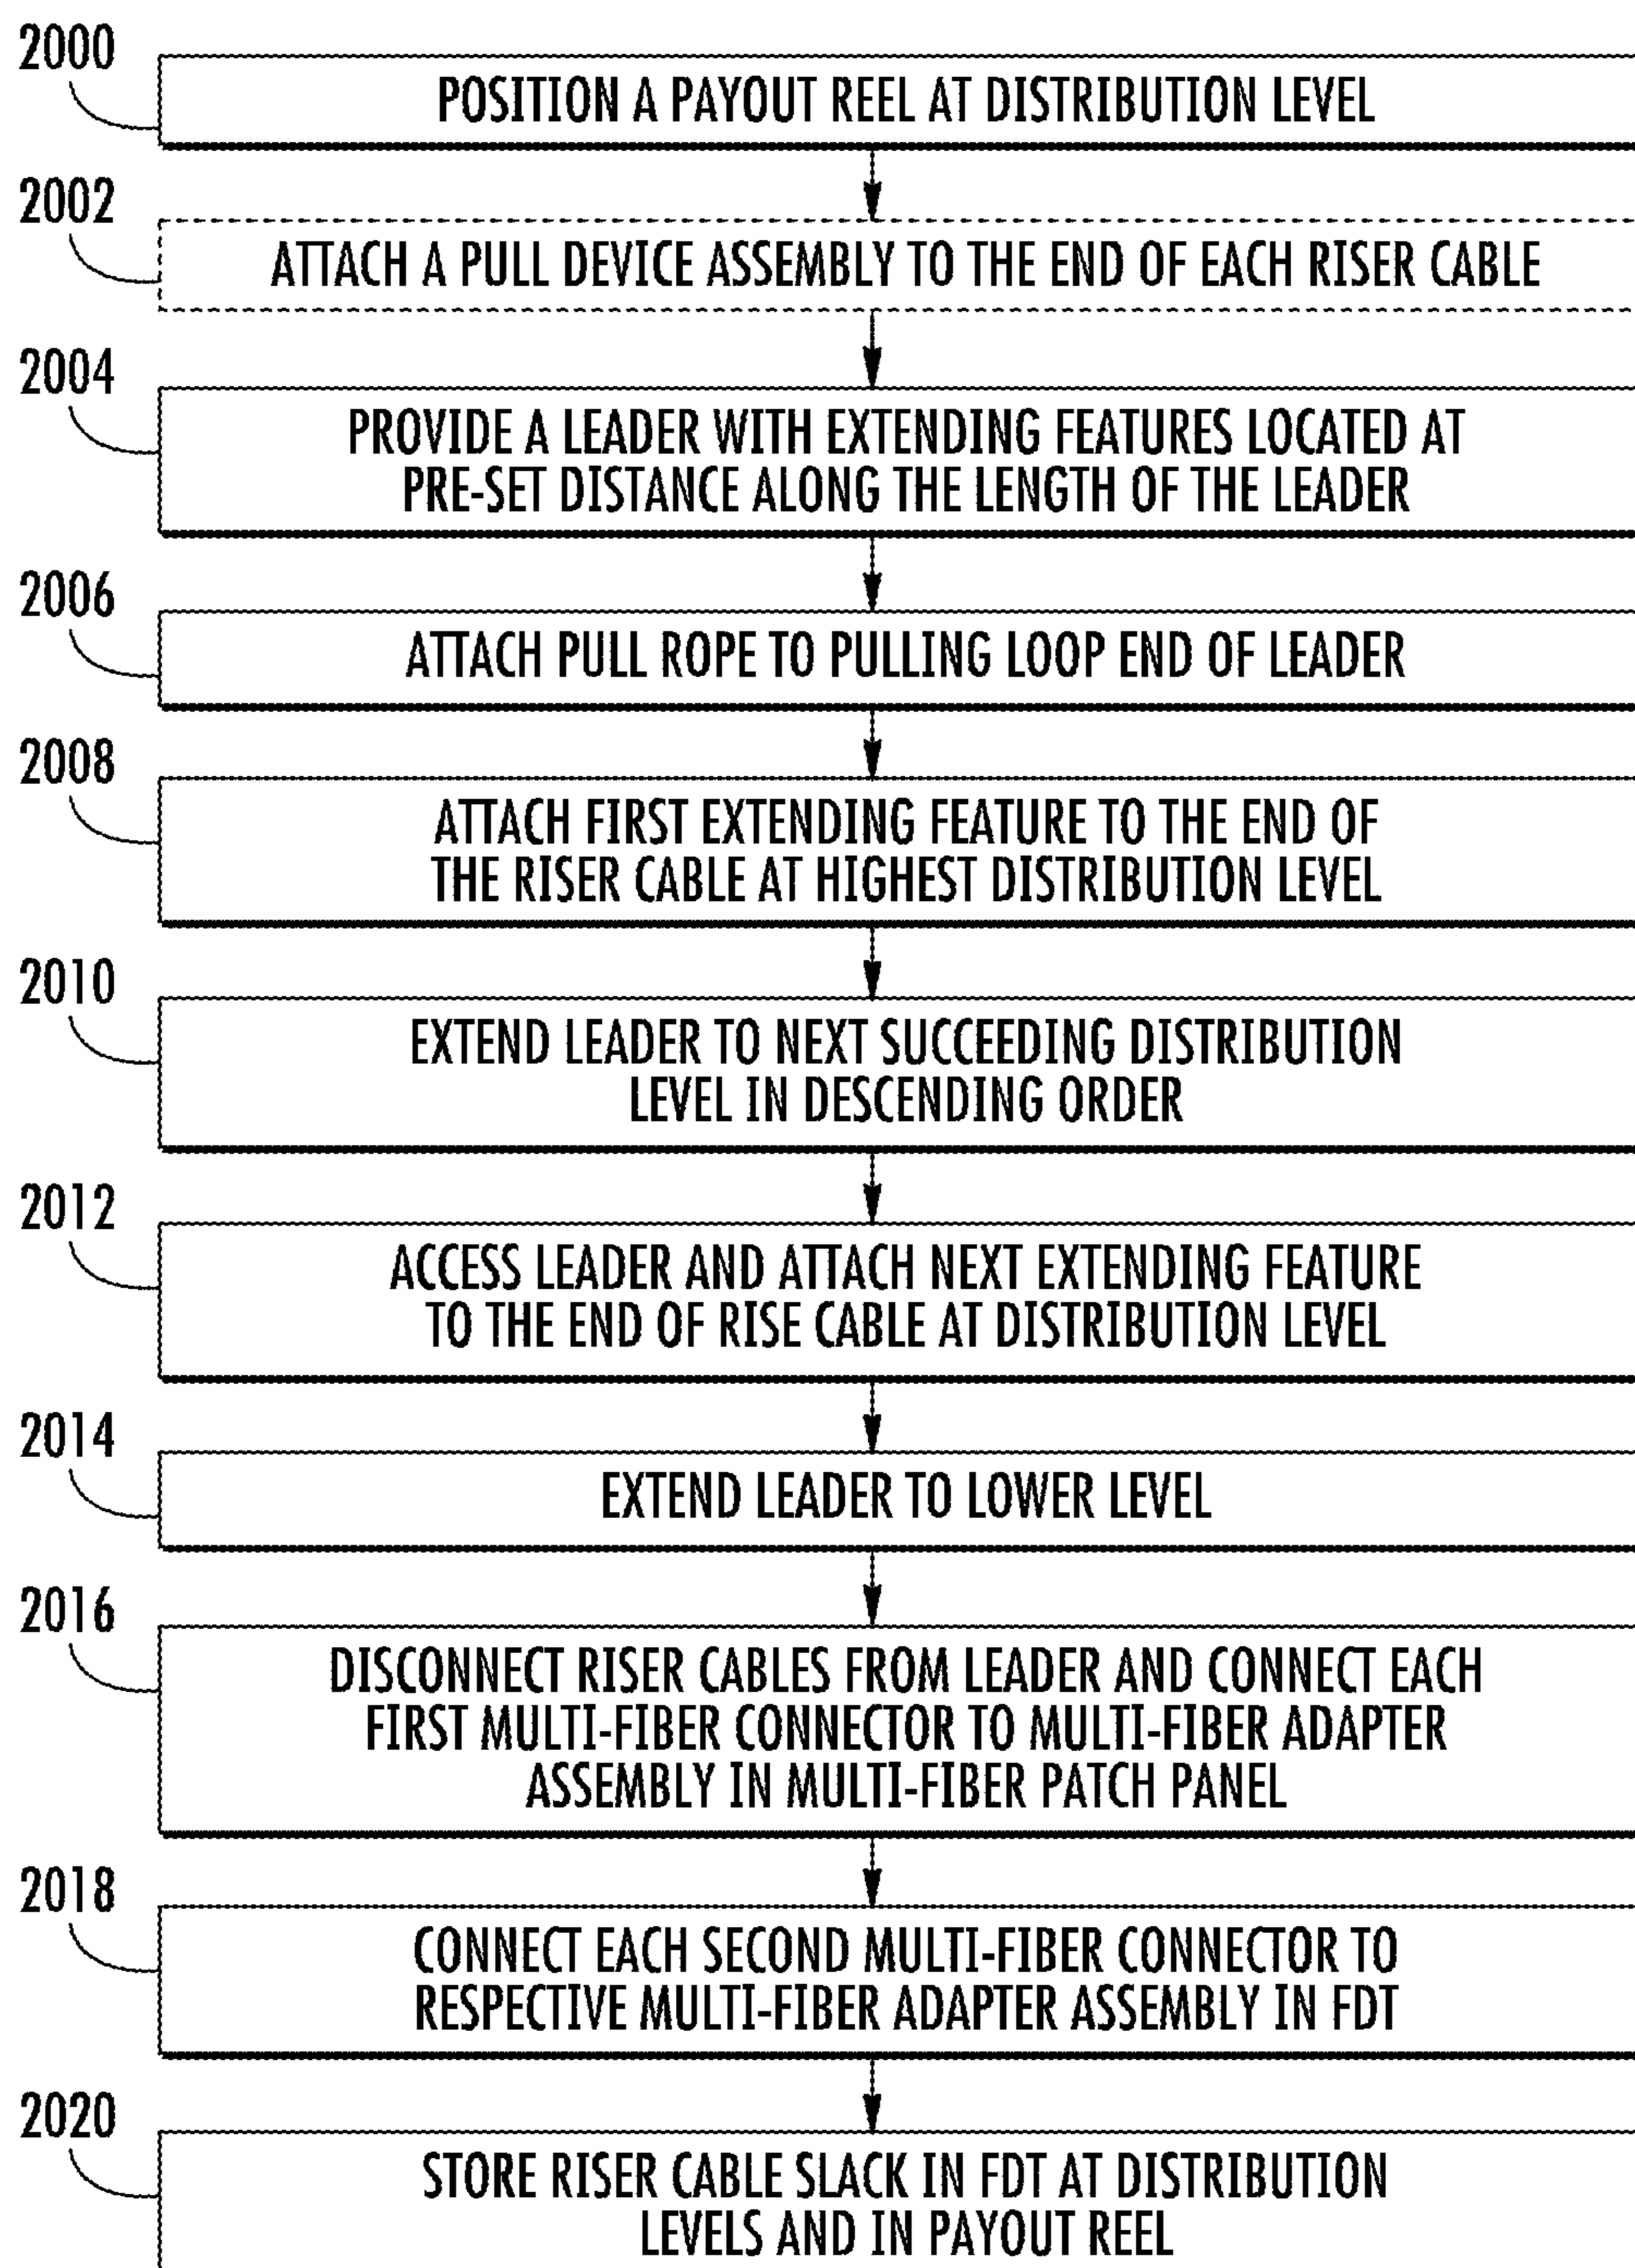 2000
POSITION A PAYOUT REEL AT DISTRIBUTION LEVEL
2002
ATTACH A PULL DEVICE ASSEMBLY TO THE END OF EACH RISER CABLE
2004
PROVIDE A LEADER WITH EXTENDING FEATURES LOCATED AT
PRE-SET DISTANCE ALONG THE LENGTH OF THE LEADER
2006
ATTACH PULL ROPE TO PULLING LOOP END OF LEADER
2008
ATTACH FIRST EXTENDING FEATURE TO THE END OF
THE RISER CABLE AT HIGHEST DISTRIBUTION LEVEL
2010
EXTEND LEADER TO NEXT SUCCEEDING DISTRIBUTION
LEVEL IN DESCENDING ORDER
2012
ACCESS LEADER AND ATTACH NEXT EXTENDING FEATURE
TO THE END OF RISE CABLE AT DISTRIBUTION LEVEL
2014
EXTEND LEADER TO LOWER LEVEL
2016
DISCONNECT RISER CABLES FROM LEADER AND CONNECT EACH
FIRST MULTI-FIBER CONNECTOR TO MULTI-FIBER ADAPTER
ASSEMBLY IN MULTI-FIBER PATCH PANEL
2018
CONNECT EACH SECOND MULTI-FIBER CONNECTOR TO
RESPECTIVE MULTI-FIBER ADAPTER ASSEMBLY IN FDT
2020
STORE RISER CABLE SLACK IN FDT AT DISTRIBUTION
LEVELS AND IN PAYOUT REEL